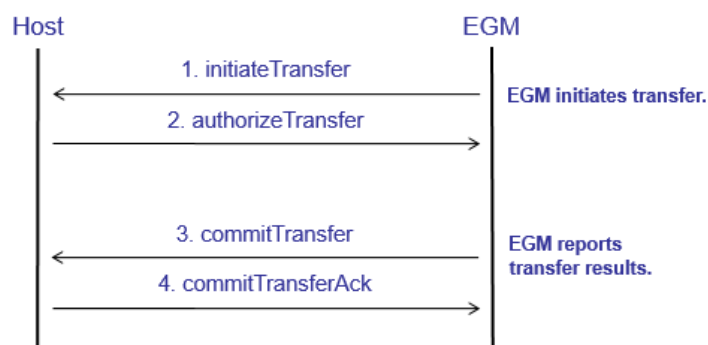 Host
EGM
1. initiateTransfer
EGM initiates transfer.
2. authorizeTransfer
3. commitTransfer
EGM reports
transfer results.
4. commitTransferAck